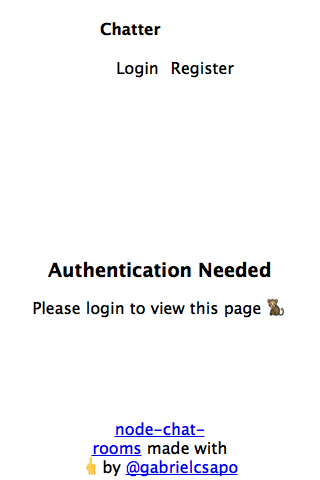 Chatter
Login Register
Authentication Needed
Please login to view this page 🐒
node-chat-
rooms made with
👆 by @gabrielcsapo